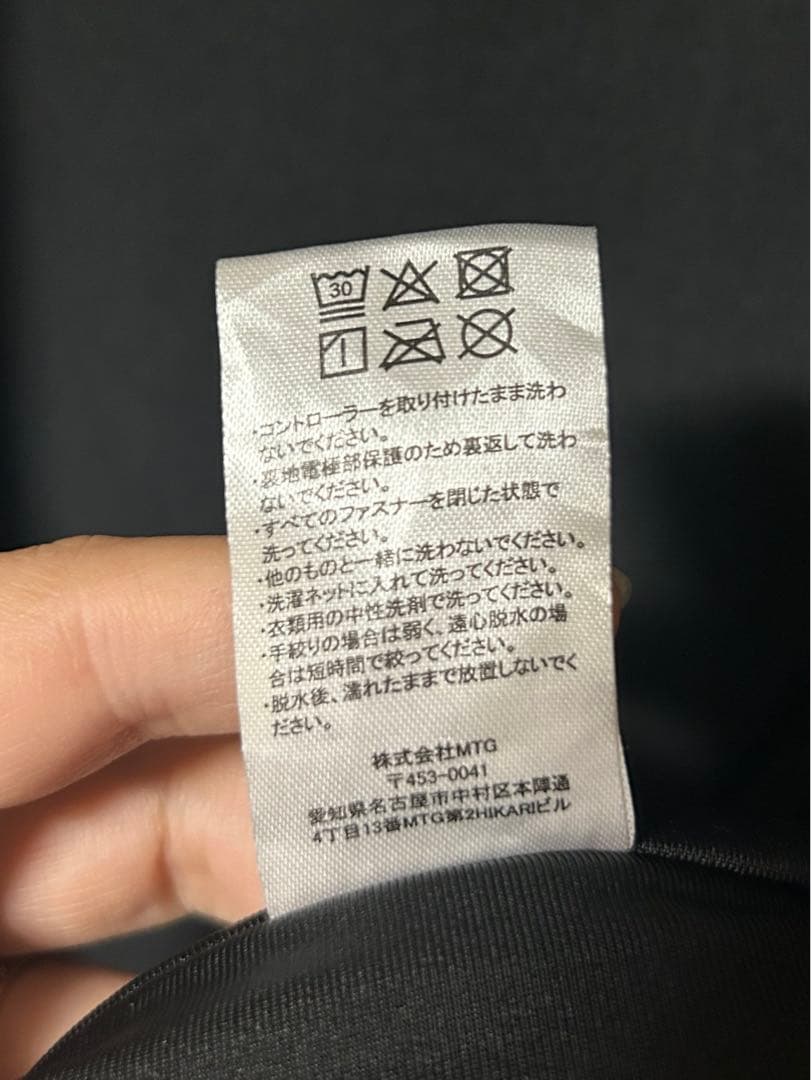 30
・コントローラーを取り付けたまま洗わ
ないでください。
・裏地電極部保護のため裏返して洗わ
ないでください。
・すべてのファスナーを閉じた状態で
洗ってください。
・他のものと一緒に洗わないでください。
・洗濯ネットに入れて洗ってください。
・衣類用の中性洗剤で洗ってください。
・手絞りの場合は弱く、遠心脱水の場
合は短時間で絞ってください。
・脱水後、濡れたままで放置しないでく
ださい。
株式会社MTG
〒453-0041
愛知県名古屋市中村区本陣通
4丁目13番MTG第2HIKARIビル